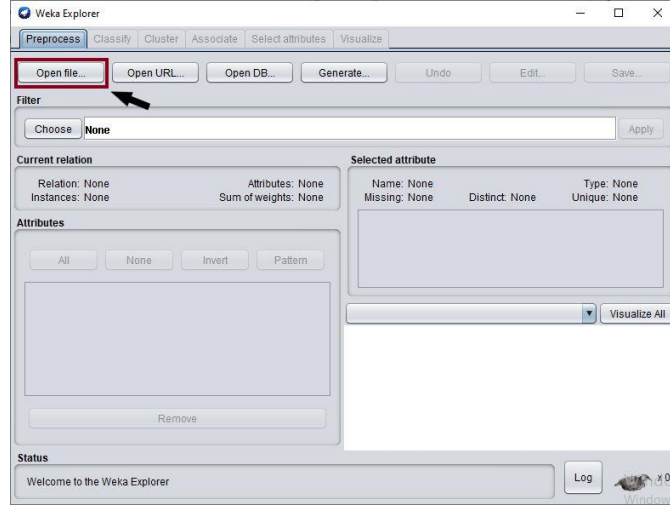 Weka Explorer
Preprocess Classify Cluster Associate Select attributes Visualize
Open file... Open URL... Open DB... Generate... Undo Edit... Save...
Filter
Choose None Apply
Current relation
Relation: None Attributes: None
Instances: None Sum of weights: None
Selected attribute
Name: None Type: None
Missing: None Distinct: None Unique: None
Attributes
All None Invert Pattern
Remove
Visualize All
Status
Welcome to the Weka Explorer
Log x 0